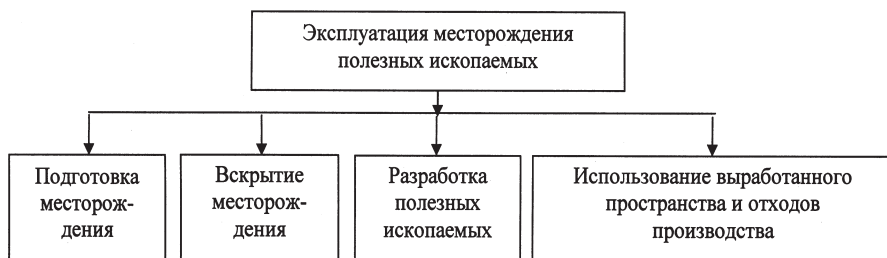 Эксплуатация месторождения
полезных ископаемых
Подготовка
месторож-
дения
Вскрытие
месторож-
дения
Разработка
полезных
ископаемых
Использование выработанного
пространства и отходов
производства